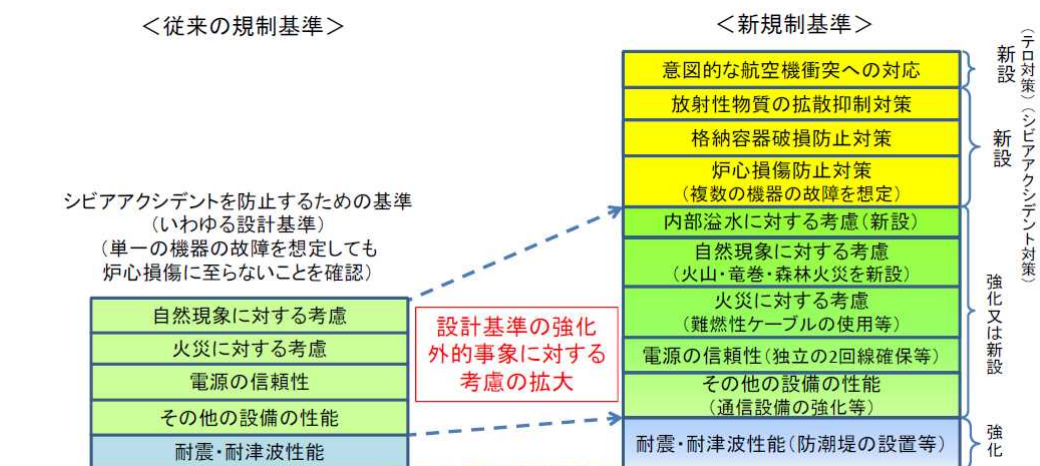 ＜従来の規制基準＞
シビアアクシデントを防止するための基準
（いわゆる設計基準）
（単一の機器の故障を想定しても
炉心損傷に至らないことを確認）
自然現象に対する考慮
火災に対する考慮
電源の信頼性
その他の設備の性能
耐震・耐津波性能
設計基準の強化
外的事象に対する
考慮の拡大
＜新規制基準＞
意図的な航空機衝突への対応
放射性物質の拡散抑制対策
格納容器破損防止対策
炉心損傷防止対策
（複数の機器の故障を想定）
内部溢水に対する考慮（新設）
自然現象に対する考慮
（火山・竜巻・森林火災を新設）
火災に対する考慮
（難燃性ケーブルの使用等）
電源の信頼性（独立の2回線確保等）
その他の設備の性能
（通信設備の強化等）
耐震・耐津波性能（防潮堤の設置等）
新設
（テロ対策）
新設
（シビアアクシデント対策）
強化又は新設
強化